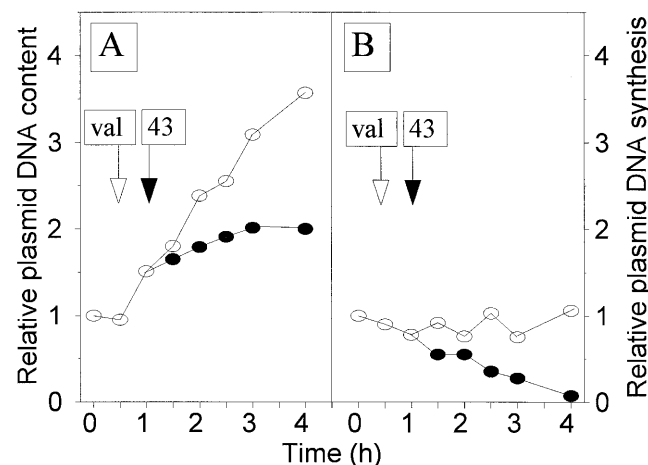 A
B
Relative plasmid DNA content
Relative plasmid DNA synthesis
4
3
2
1
0
val
43
val
43
4
3
2
1
0
0 1 2 3 4
0 1 2 3 4
Time (h)